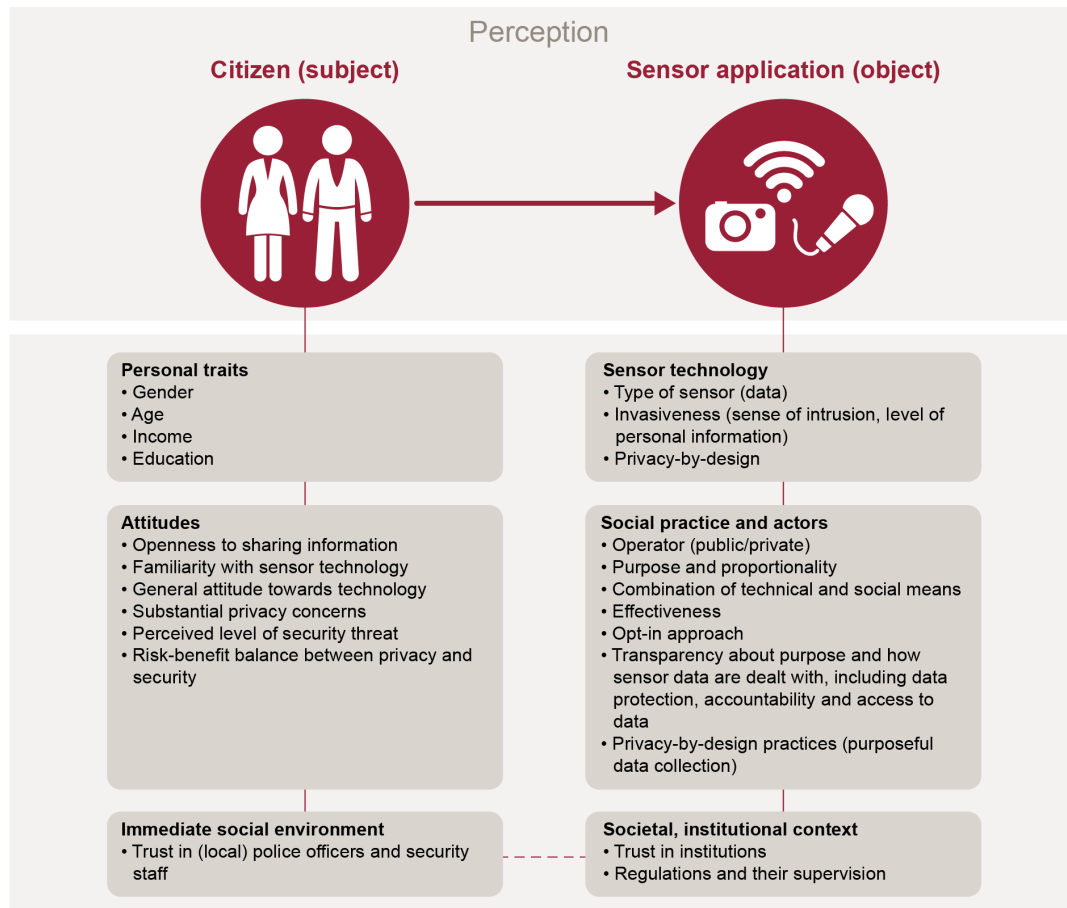 Perception
Citizen (subject)
Sensor application (object)
Personal traits
• Gender
• Age
• Income
• Education
Attitudes
• Openness to sharing information
• Familiarity with sensor technology
• General attitude towards technology
• Substantial privacy concerns
• Perceived level of security threat
• Risk-benefit balance between privacy and
security
Immediate social environment
• Trust in (local) police officers and security
staff
Sensor technology
• Type of sensor (data)
• Invasiveness (sense of intrusion, level of
personal information)
• Privacy-by-design
Social practice and actors
• Operator (public/private)
• Purpose and proportionality
• Combination of technical and social means
• Effectiveness
• Opt-in approach
• Transparency about purpose and how
sensor data are dealt with, including data
protection, accountability and access to
data
• Privacy-by-design practices (purposeful
data collection)
Societal, institutional context
• Trust in institutions
• Regulations and their supervision